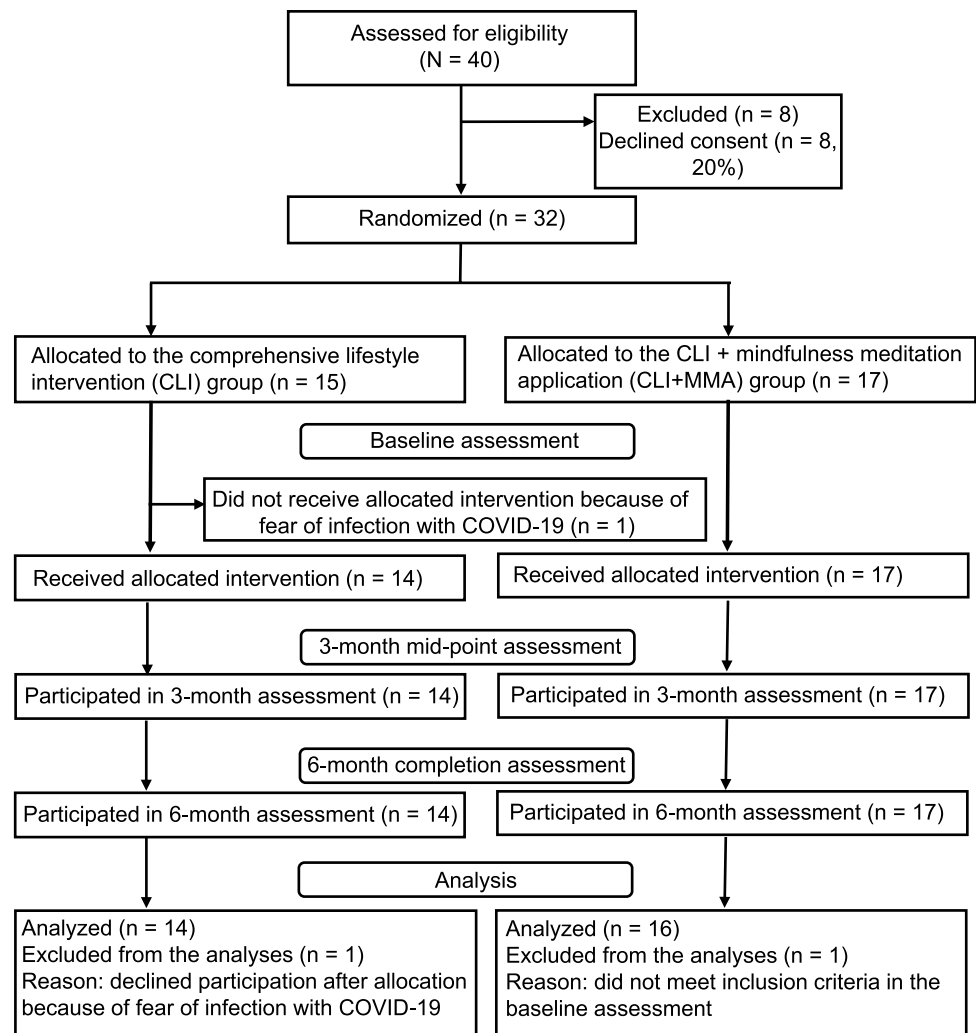 Assessed for eligibility
(N = 40)
Excluded (n = 8)
Declined consent (n = 8,
20%)
Randomized (n = 32)
Allocated to the comprehensive lifestyle
intervention (CLI) group (n = 15)
Allocated to the CLI + mindfulness meditation
application (CLI+MMA) group (n = 17)
Baseline assessment
Did not receive allocated intervention because of
fear of infection with COVID-19 (n = 1)
Received allocated intervention (n = 14)
Received allocated intervention (n = 17)
3-month mid-point assessment
Participated in 3-month assessment (n = 14)
Participated in 3-month assessment (n = 17)
6-month completion assessment
Participated in 6-month assessment (n = 14)
Participated in 6-month assessment (n = 17)
Analysis
Analyzed (n = 14)
Excluded from the analyses (n = 1)
Reason: declined participation after allocation
because of fear of infection with COVID-19
Analyzed (n = 16)
Excluded from the analyses (n = 1)
Reason: did not meet inclusion criteria in the
baseline assessment